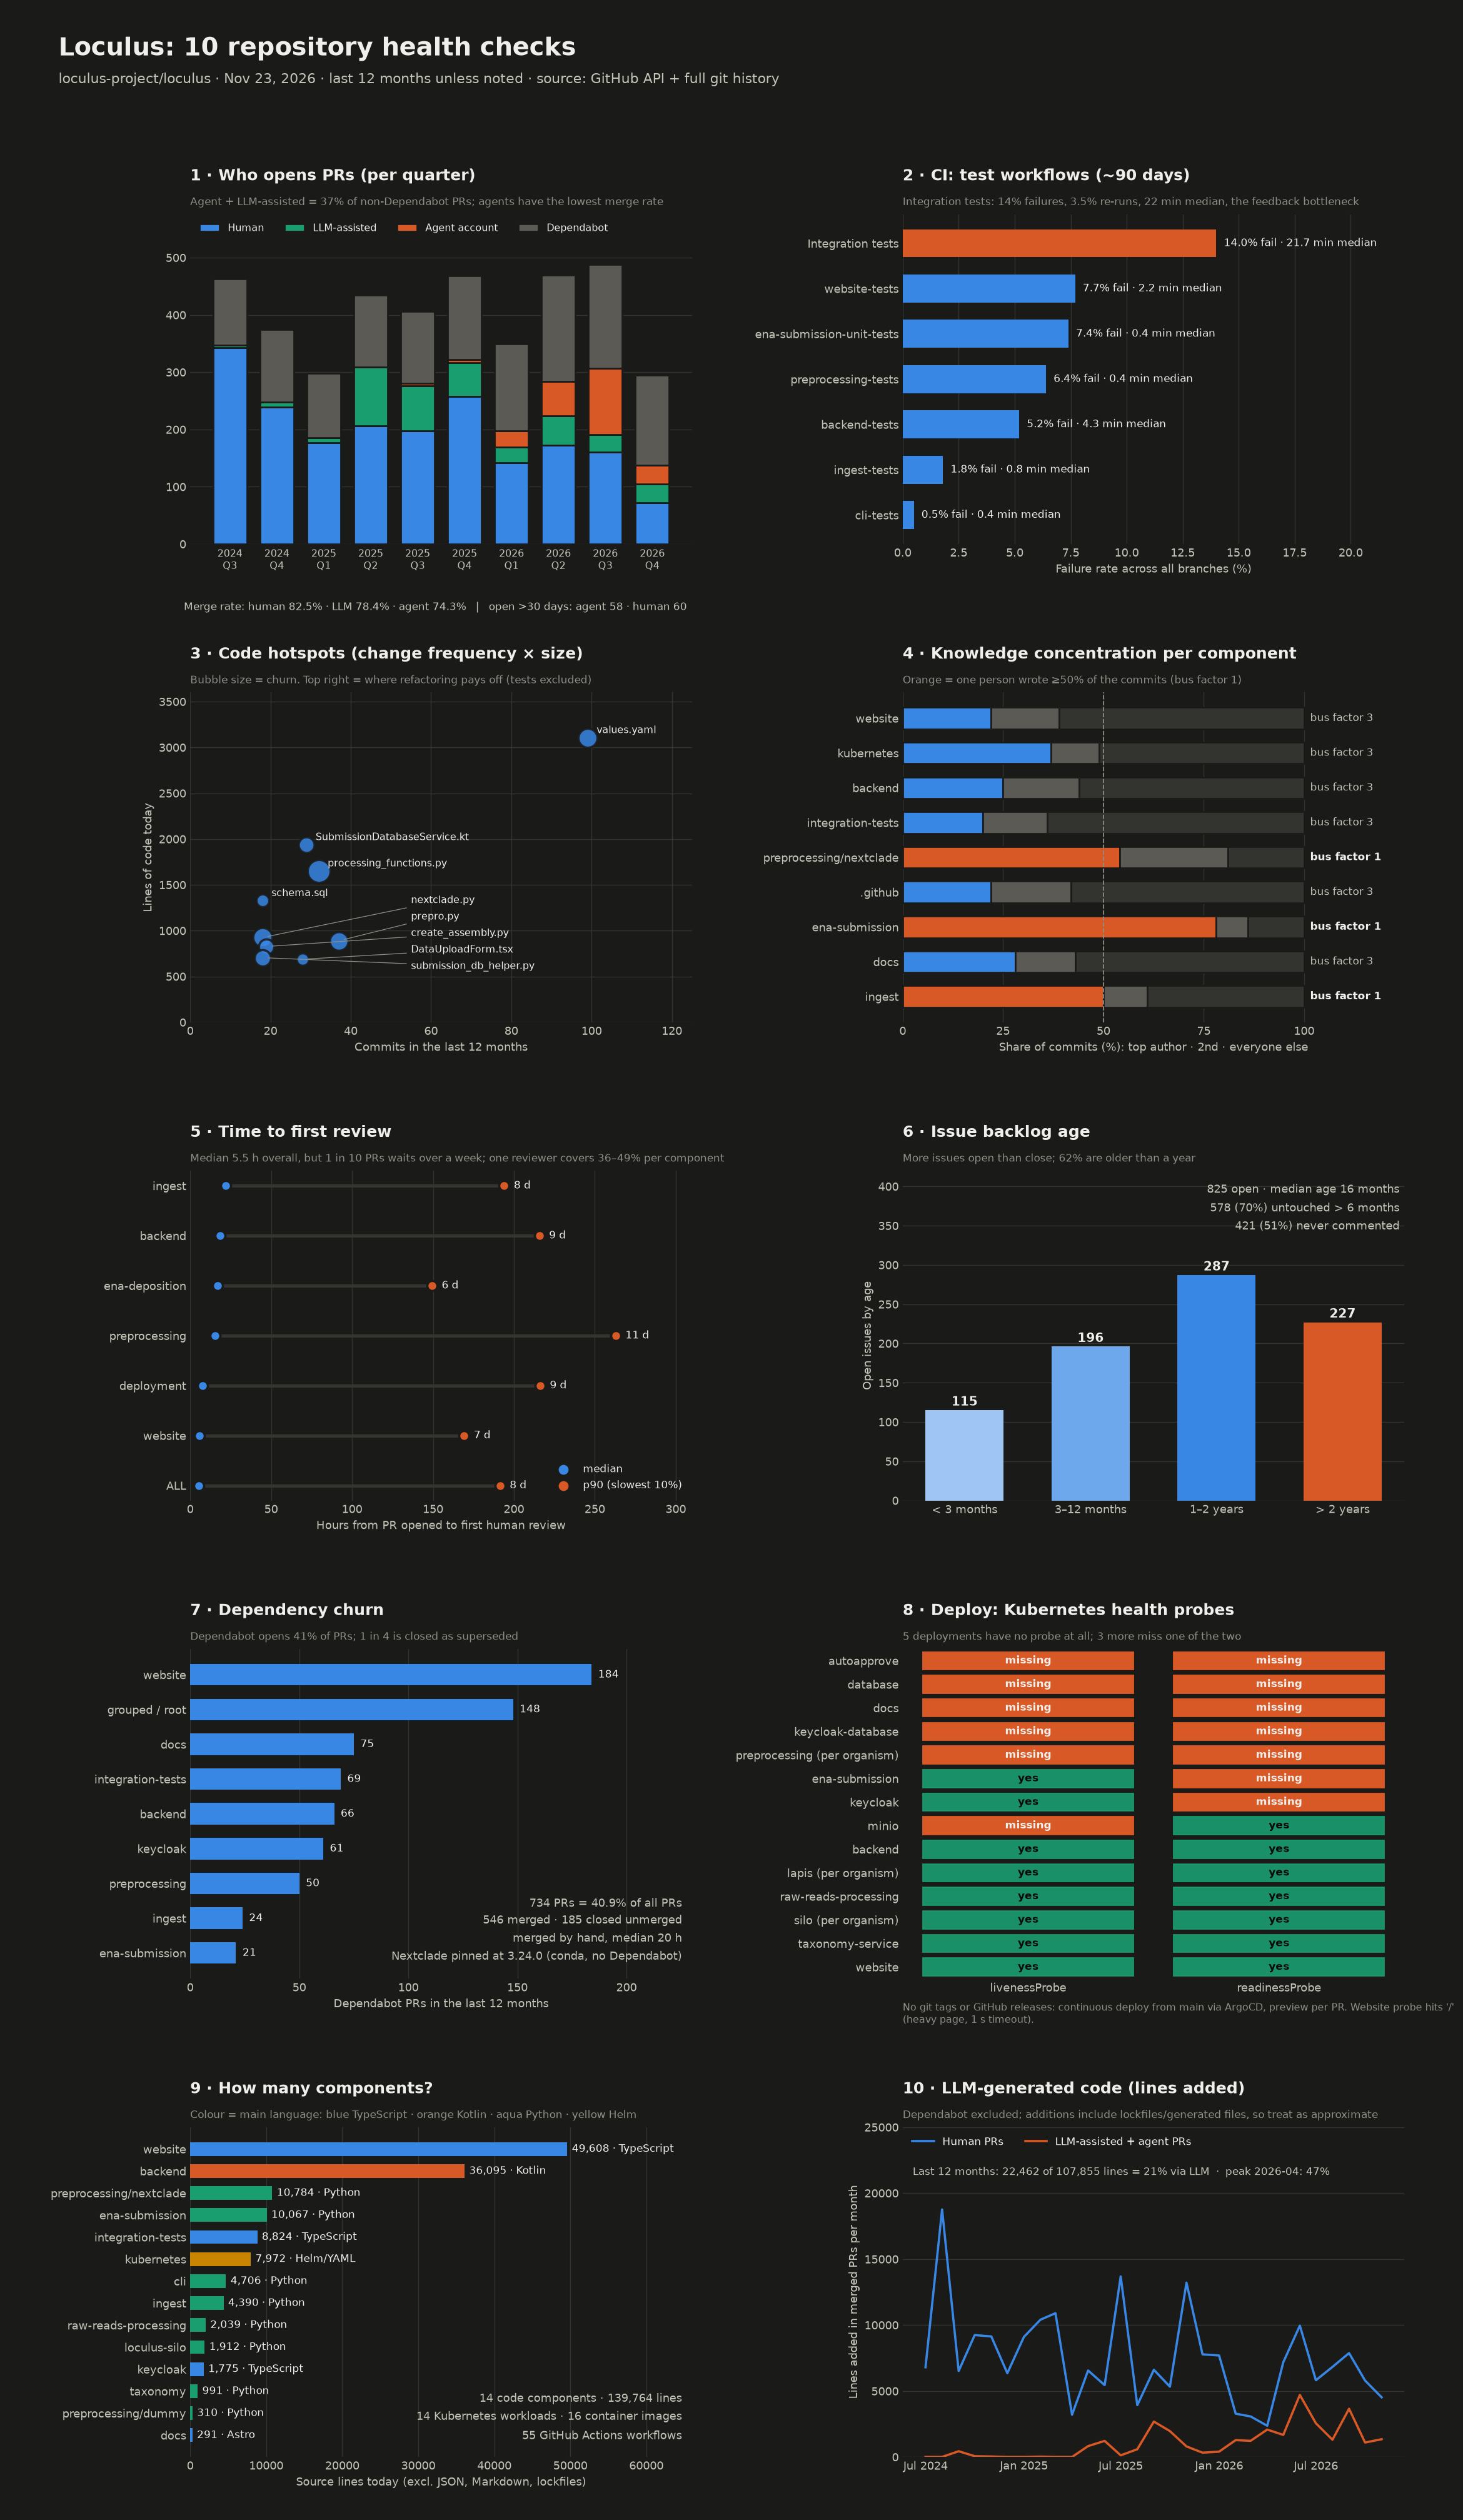 Loculus: 10 repository health checks
loculus-project/loculus · Nov 23, 2026 · last 12 months unless noted · source: GitHub API + full git history
1 · Who opens PRs (per quarter)
Agent + LLM-assisted = 37% of non-Dependabot PRs; agents have the lowest merge rate
Human
LLM-assisted
Agent account
Dependabot
500
400
300
200
100
0
2024 Q3
2024 Q4
2025 Q1
2025 Q2
2025 Q3
2025 Q4
2026 Q1
2026 Q2
2026 Q3
2026 Q4
Merge rate: human 82.5% · LLM 78.4% · agent 74.3%   |   open >30 days: agent 58 · human 60
2 · CI: test workflows (~90 days)
Integration tests: 14% failures, 3.5% re-runs, 22 min median, the feedback bottleneck
Integration tests
14.0% fail · 21.7 min median
website-tests
7.7% fail · 2.2 min median
ena-submission-unit-tests
7.4% fail · 0.4 min median
preprocessing-tests
6.4% fail · 0.4 min median
backend-tests
5.2% fail · 4.3 min median
ingest-tests
1.8% fail · 0.8 min median
cli-tests
0.5% fail · 0.4 min median
0.0
2.5
5.0
7.5
10.0
12.5
15.0
17.5
20.0
Failure rate across all branches (%)
3 · Code hotspots (change frequency × size)
Bubble size = churn. Top right = where refactoring pays off (tests excluded)
Lines of code today
3500
3000
2500
2000
1500
1000
500
0
values.yaml
SubmissionDatabaseService.kt
processing_functions.py
schema.sql
nextclade.py
prepro.py
create_assembly.py
DataUploadForm.tsx
submission_db_helper.py
0
20
40
60
80
100
120
Commits in the last 12 months
4 · Knowledge concentration per component
Orange = one person wrote ≥50% of the commits (bus factor 1)
website
bus factor 3
kubernetes
bus factor 3
backend
bus factor 3
integration-tests
bus factor 3
preprocessing/nextclade
bus factor 1
.github
bus factor 3
ena-submission
bus factor 1
docs
bus factor 3
ingest
bus factor 1
0
25
50
75
100
Share of commits (%): top author · 2nd · everyone else
5 · Time to first review
Median 5.5 h overall, but 1 in 10 PRs waits over a week; one reviewer covers 36–49% per component
ingest
8 d
backend
9 d
ena-deposition
6 d
preprocessing
11 d
deployment
9 d
website
7 d
ALL
8 d
median
p90 (slowest 10%)
0
50
100
150
200
250
300
Hours from PR opened to first human review
6 · Issue backlog age
More issues open than close; 62% are older than a year
825 open · median age 16 months
578 (70%) untouched > 6 months
421 (51%) never commented
Open issues by age
400
350
300
250
200
150
100
50
0
115
196
287
227
< 3 months
3–12 months
1–2 years
> 2 years
7 · Dependency churn
Dependabot opens 41% of PRs; 1 in 4 is closed as superseded
website
184
grouped / root
148
docs
75
integration-tests
69
backend
66
keycloak
61
preprocessing
50
ingest
24
ena-submission
21
734 PRs = 40.9% of all PRs
546 merged · 185 closed unmerged
merged by hand, median 20 h
Nextclade pinned at 3.24.0 (conda, no Dependabot)
0
50
100
150
200
Dependabot PRs in the last 12 months
8 · Deploy: Kubernetes health probes
5 deployments have no probe at all; 3 more miss one of the two
autoapprove missing missing
database missing missing
docs missing missing
keycloak-database missing missing
preprocessing (per organism) missing missing
ena-submission yes missing
keycloak yes missing
minio missing yes
backend yes yes
lapis (per organism) yes yes
raw-reads-processing yes yes
silo (per organism) yes yes
taxonomy-service yes yes
website yes yes
livenessProbe
readinessProbe
No git tags or GitHub releases: continuous deploy from main via ArgoCD, preview per PR. Website probe hits '/'
(heavy page, 1 s timeout).
9 · How many components?
Colour = main language: blue TypeScript · orange Kotlin · aqua Python · yellow Helm
website
49,608 · TypeScript
backend
36,095 · Kotlin
preprocessing/nextclade
10,784 · Python
ena-submission
10,067 · Python
integration-tests
8,824 · TypeScript
kubernetes
7,972 · Helm/YAML
cli
4,706 · Python
ingest
4,390 · Python
raw-reads-processing
2,039 · Python
loculus-silo
1,912 · Python
keycloak
1,775 · TypeScript
taxonomy
991 · Python
preprocessing/dummy
310 · Python
docs
291 · Astro
14 code components · 139,764 lines
14 Kubernetes workloads · 16 container images
55 GitHub Actions workflows
0
10000
20000
30000
40000
50000
60000
Source lines today (excl. JSON, Markdown, lockfiles)
10 · LLM-generated code (lines added)
Dependabot excluded; additions include lockfiles/generated files, so treat as approximate
Human PRs
LLM-assisted + agent PRs
Last 12 months: 22,462 of 107,855 lines = 21% via LLM  ·  peak 2026-04: 47%
Lines added in merged PRs per month
25000
20000
15000
10000
5000
0
Jul 2024
Jan 2025
Jul 2025
Jan 2026
Jul 2026